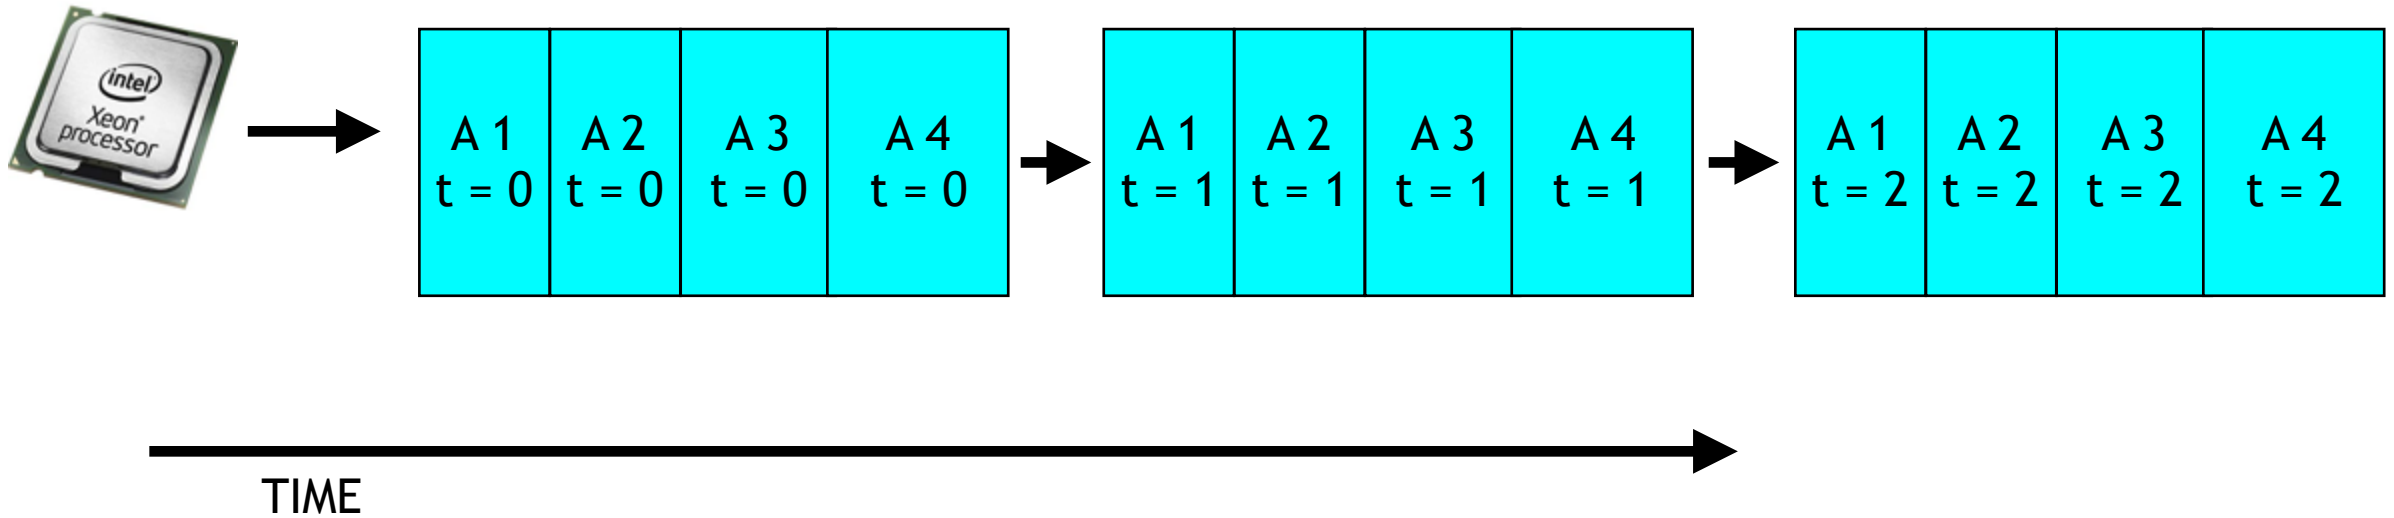 intel
Xeon®
processor
A 1
t = 0
A 2
t = 0
A 3
t = 0
A 4
t = 0
A 1
t = 1
A 2
t = 1
A 3
t = 1
A 4
t = 1
A 1
t = 2
A 2
t = 2
A 3
t = 2
A 4
t = 2
TIME